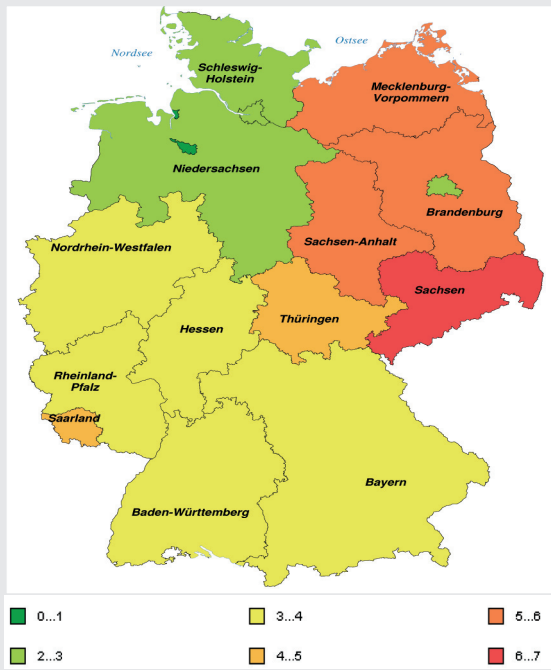 Nordsee
Ostsee
Schleswig-
Holstein
Mecklenburg-
Vorpommern
Niedersachsen
Brandenburg
Sachsen-Anhalt
Nordrhein-Westfalen
Sachsen
Thüringen
Hessen
Rheinland-
Pfalz
Saarland
Bayern
Baden-Württemberg
0...1
3...4
5...6
2...3
4...5
6...7